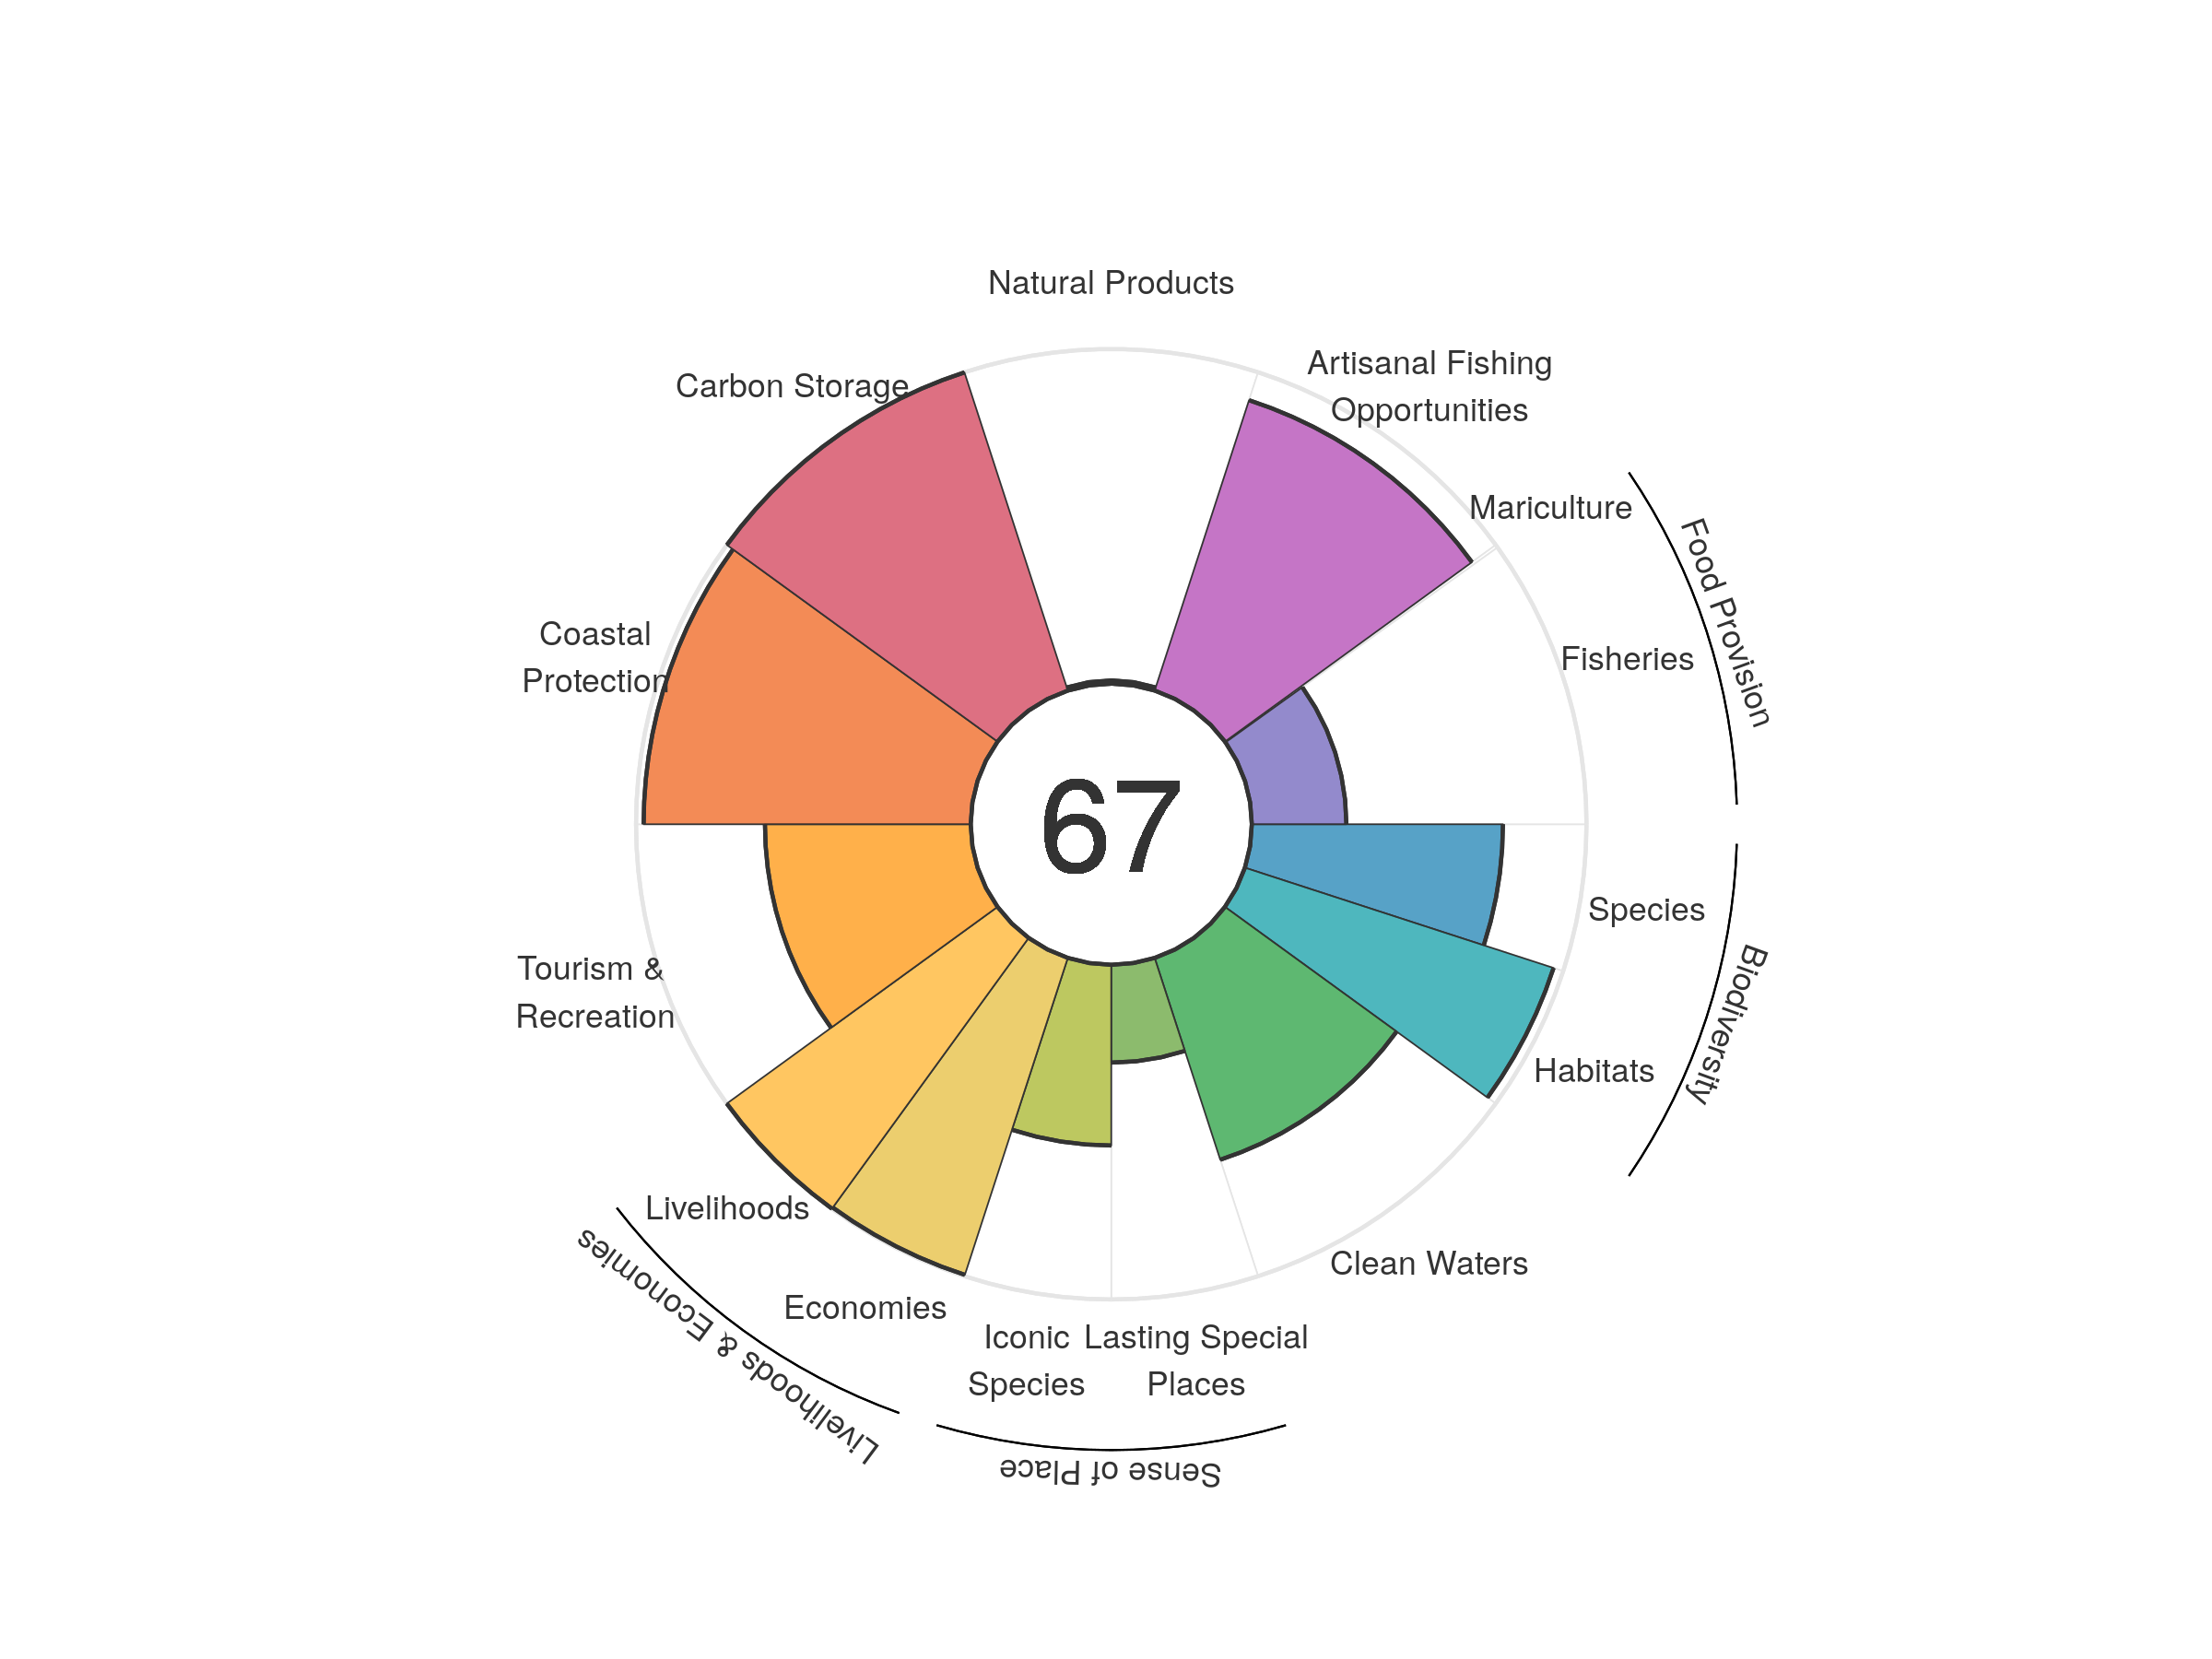 Natural Products
Artisanal Fishing
Opportunities
Carbon Storage
Mariculture
Food Provision
Fisheries
Coastal
Protection
67
Species
Biodiversity
Tourism &
Recreation
Habitats
Livelihoods
Clean Waters
Economies
Livelihoods & Economies
Iconic
Species
Lasting Special
Places
Sense of Place